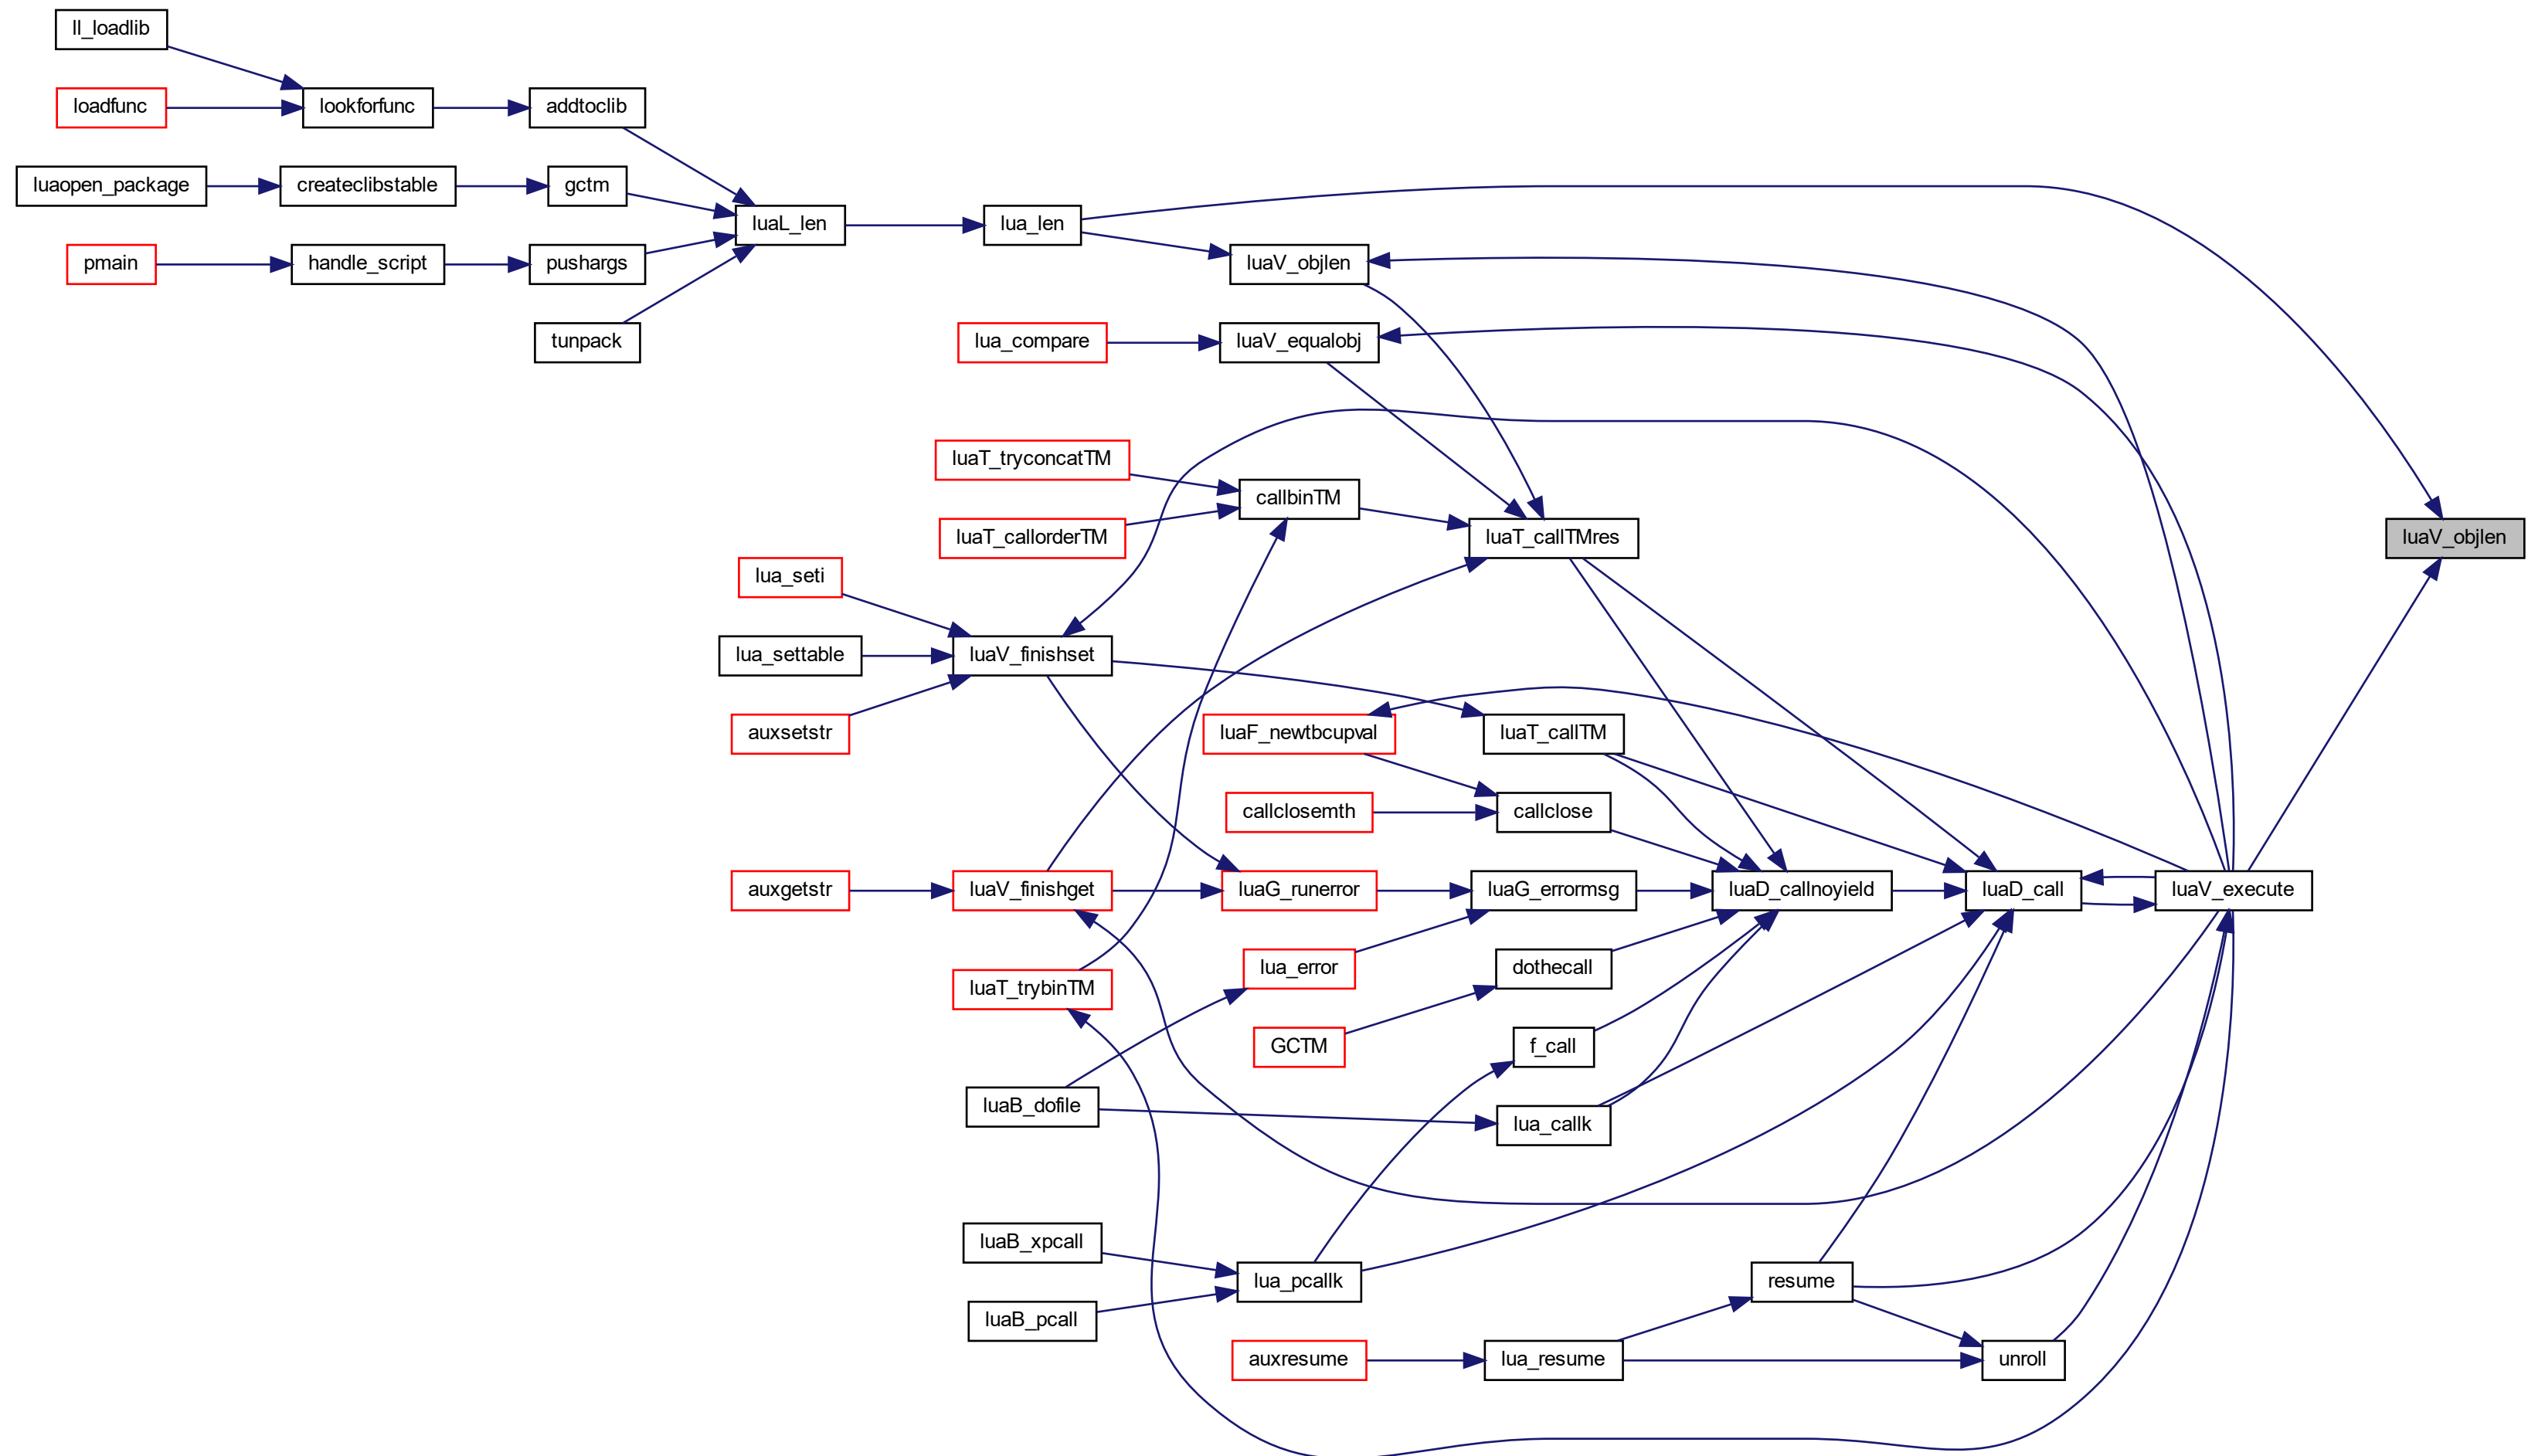 ll_loadlib
loadfunc
lookforfunc
addtoclib
luaopen_package
createclibstable
gctm
luaL_len
lua_len
pmain
handle_script
pushargs
luaV_objlen
tunpack
lua_compare
luaV_equalobj
luaT_tryconcatTM
callbinTM
luaT_callorderTM
luaT_callTMres
luaV_objlen
lua_seti
lua_settable
luaV_finishset
auxsetstr
luaF_newtbcupval
luaT_callTM
callclosemth
callclose
auxgetstr
luaV_finishget
luaG_runerror
luaG_errormsg
luaD_callnoyield
luaD_call
luaV_execute
luaT_trybinTM
lua_error
dothecall
GCTM
f_call
luaB_dofile
lua_callk
luaB_xpcall
lua_pcallk
resume
luaB_pcall
auxresume
lua_resume
unroll